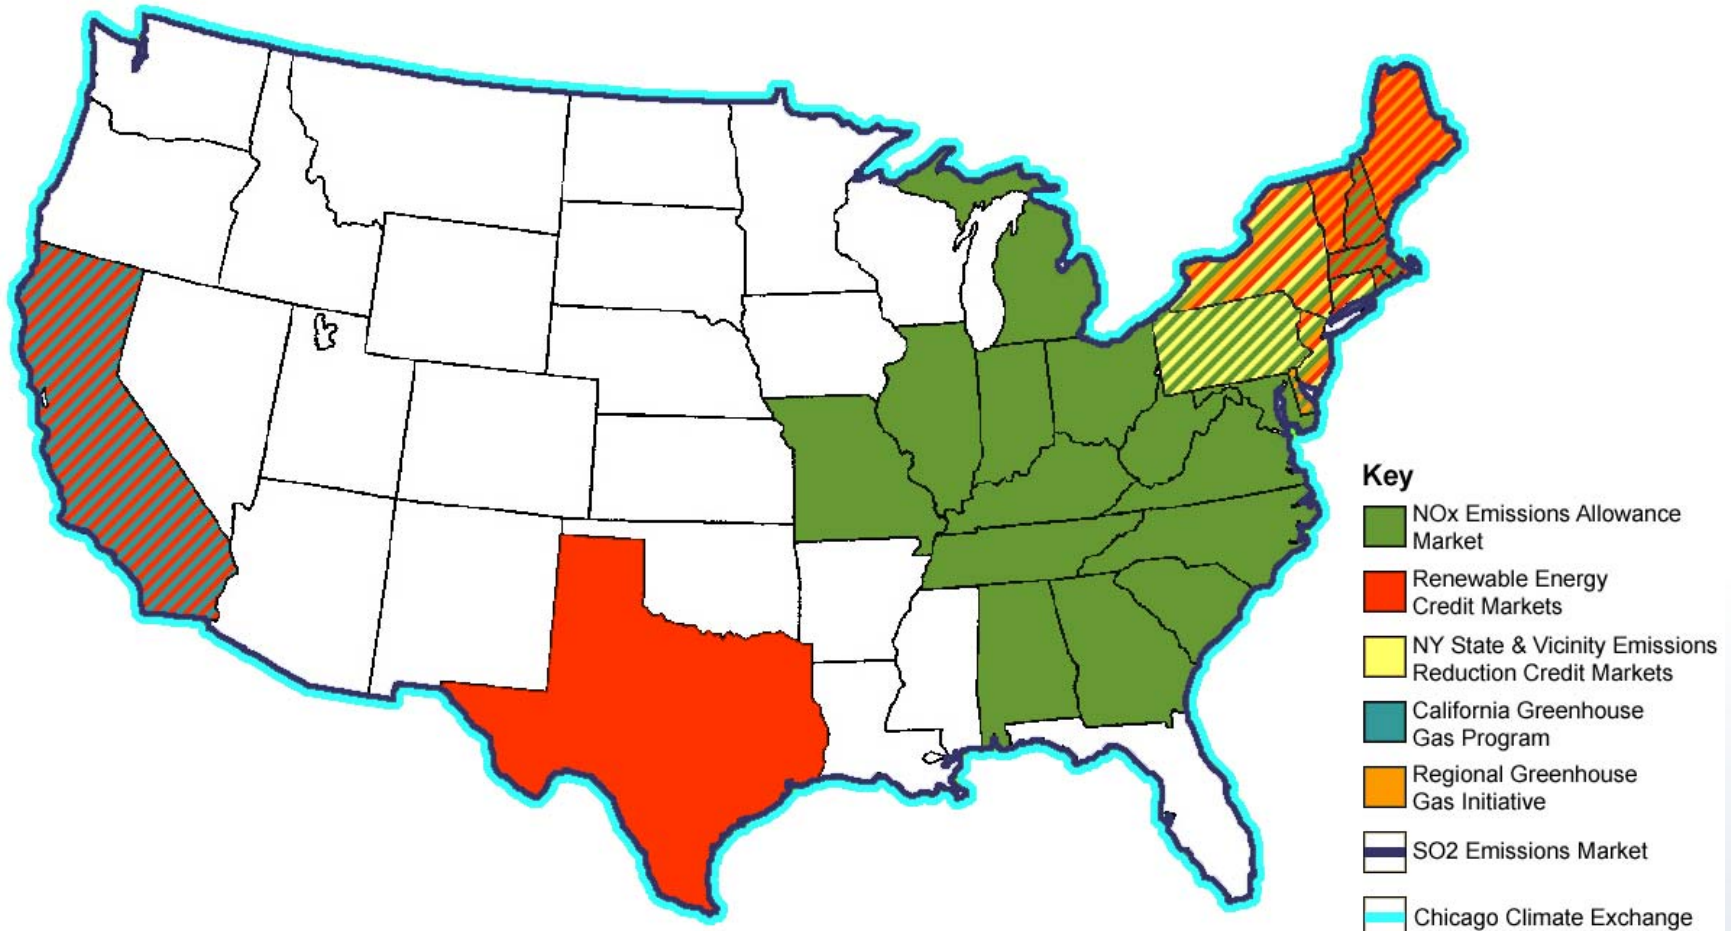 Key
NOx Emissions Allowance
Market
Renewable Energy
Credit Markets
NY State & Vicinity Emissions
Reduction Credit Markets
California Greenhouse
Gas Program
Regional Greenhouse
Gas Initiative
SO2 Emissions Market
Chicago Climate Exchange